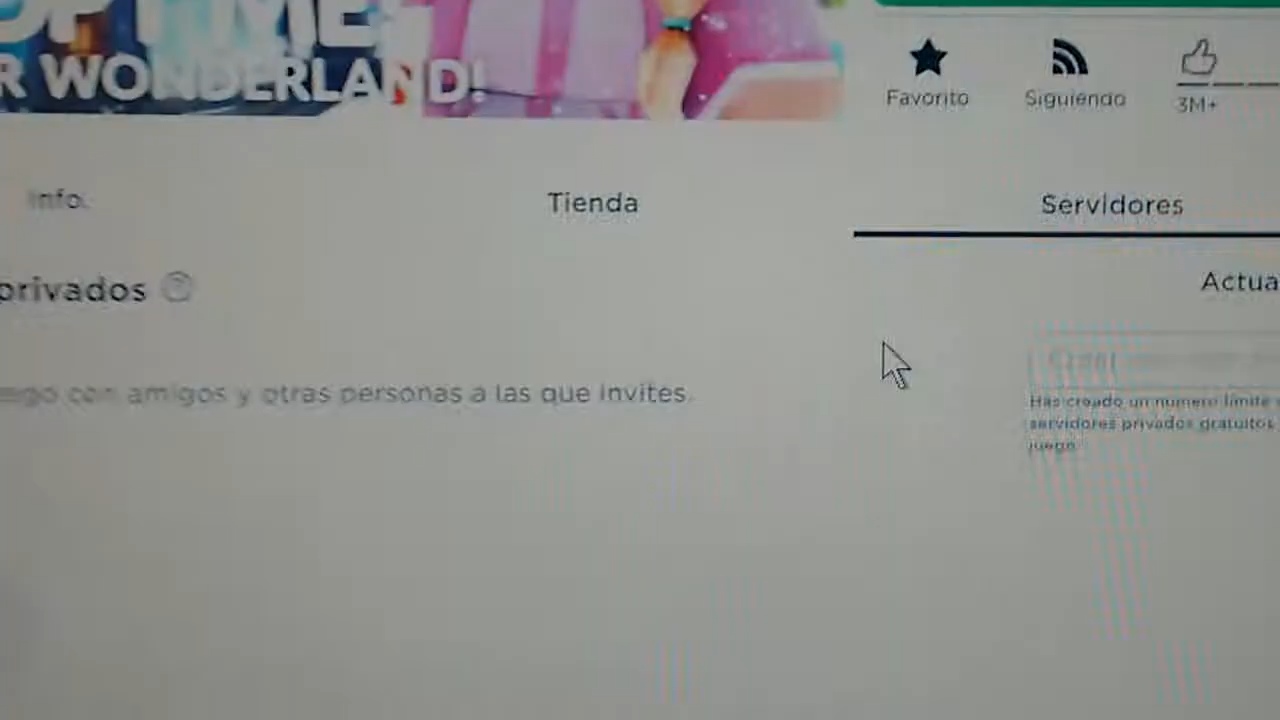 R WONDERLAND!
Favorito
Siguiendo
3M+
Info.
Tienda
Servidores
privados
Actua
ego con amigos y otras personas a las que invites.
Crear
Has creado un número límite
servidores privados gratuitos
juego.